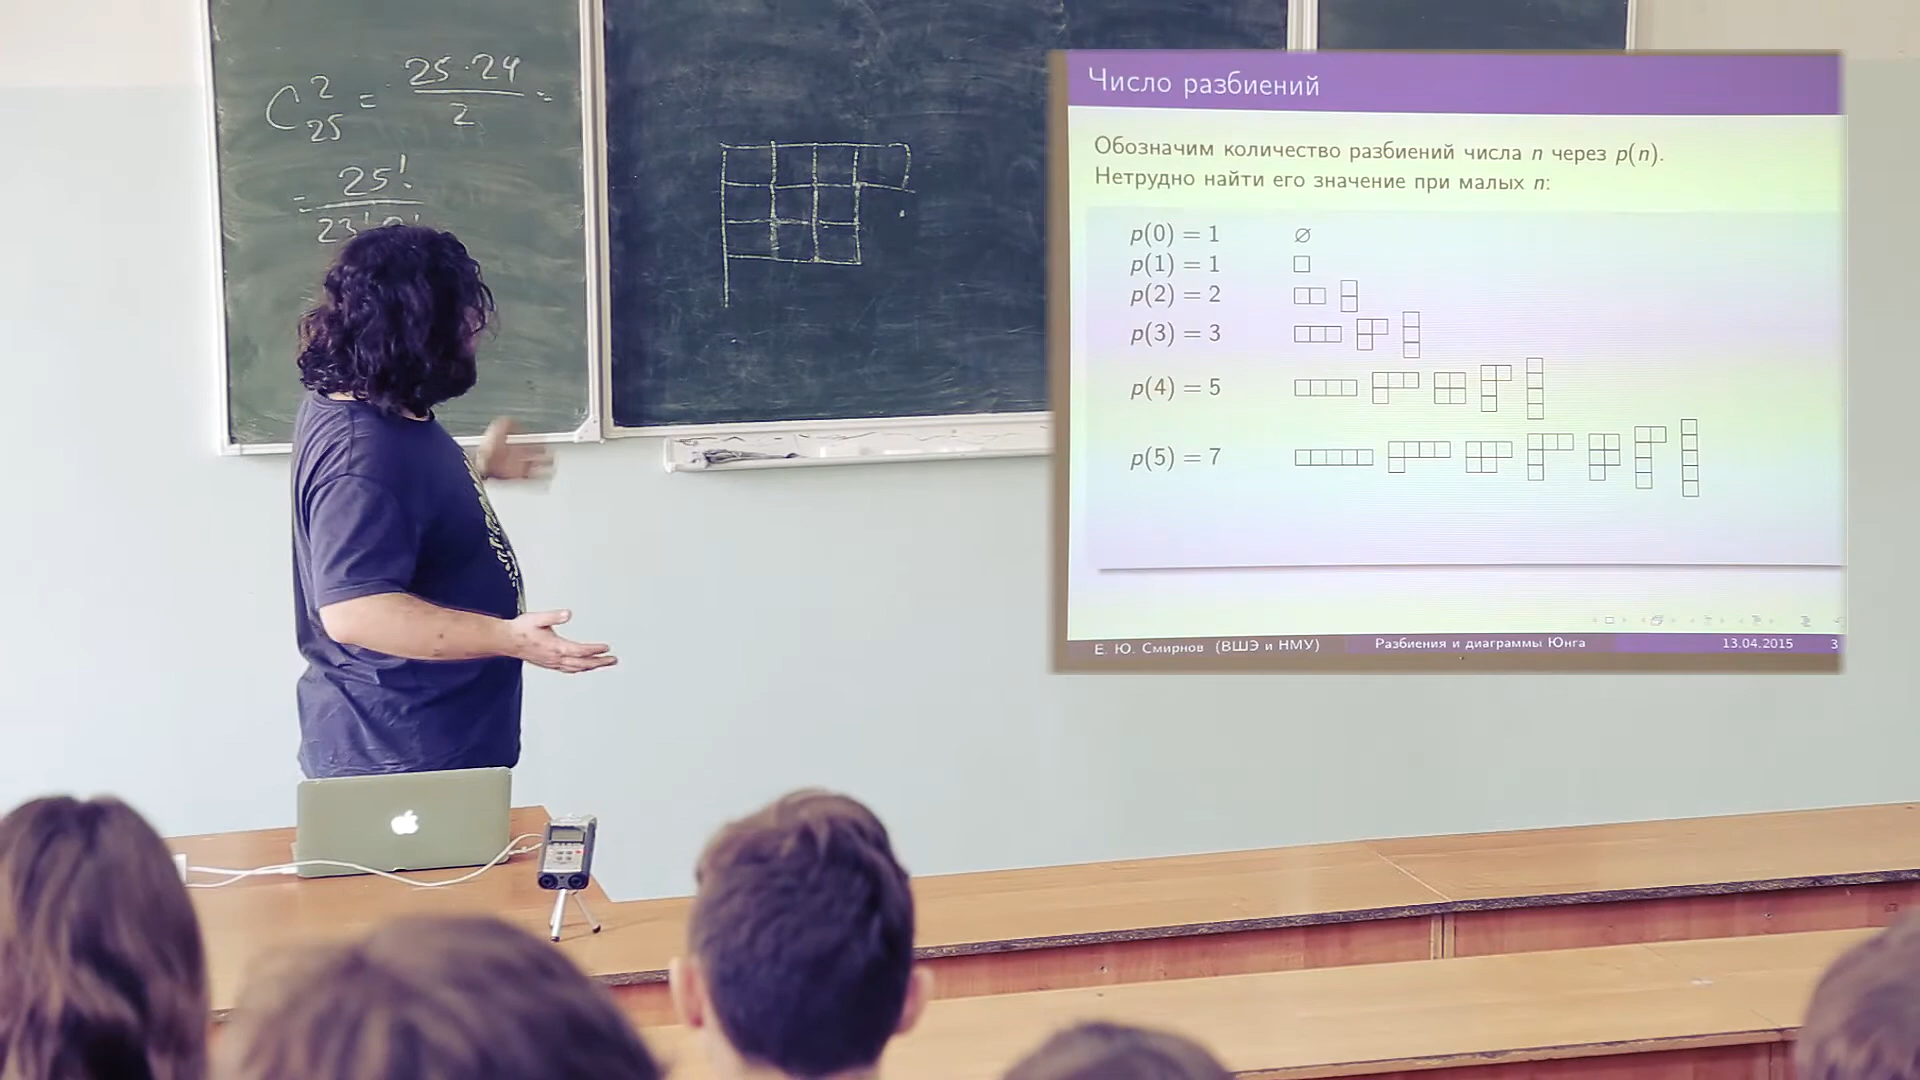 C²₂₅ = 25·24 / 2 =
= 25! / 23! 2!
Число разбиений
Обозначим количество разбиений числа n через p(n).
Нетрудно найти его значение при малых n:
p(0) = 1 ∅
p(1) = 1
p(2) = 2
p(3) = 3
p(4) = 5
p(5) = 7
Е. Ю. Смирнов (ВШЭ и НМУ) Разбиения и диаграммы Юнга 13.04.2015 3